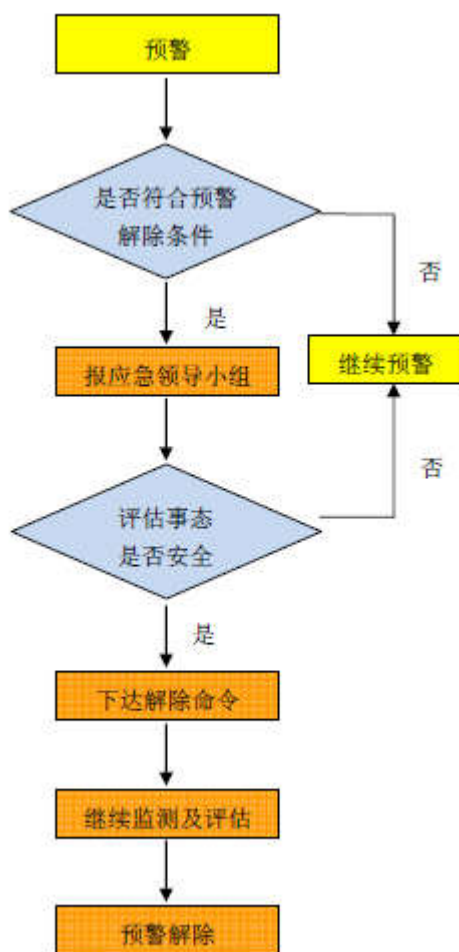 预警
是否符合预警
解除条件
否
是
报应急领导小组
继续预警
否
评估事态
是否安全
是
下达解除命令
继续监测及评估
预警解除